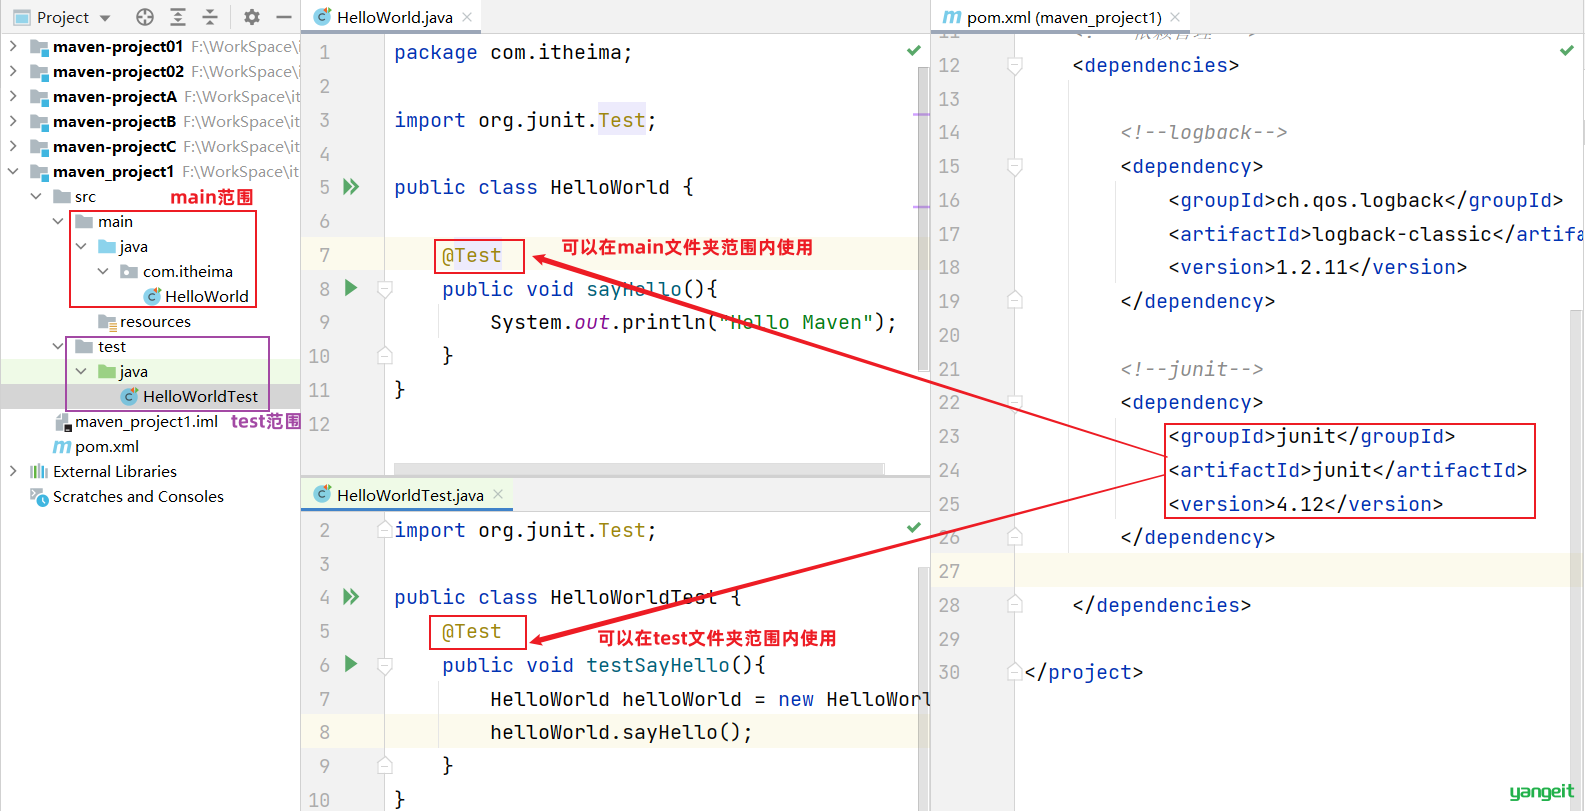 Project
maven-project01 F:\WorkSpace\i
maven-project02 F:\WorkSpace\i
maven-projectA F:\WorkSpace\it
maven-projectB F:\WorkSpace\it
maven-projectC F:\WorkSpace\it
maven_project1 F:\WorkSpace\it
src
main范围
main
java
com.itheima
HelloWorld
resources
test
java
HelloWorldTest
maven_project1.iml
test范围
pom.xml
External Libraries
Scratches and Consoles
HelloWorld.java
1 package com.itheima;
2
3 import org.junit.Test;
4
5 public class HelloWorld {
6
7 @Test
可以在main文件夹范围内使用
8 public void sayHello(){
9 System.out.println("Hello Maven");
10 }
11 }
12
HelloWorldTest.java
2 import org.junit.Test;
3
4 public class HelloWorldTest {
5 @Test
可以在test文件夹范围内使用
6 public void testSayHello(){
7 HelloWorld helloWorld = new HelloWorl
8 helloWorld.sayHello();
9 }
10 }
pom.xml (maven_project1)
11 <!-- 依赖管理 -->
12 <dependencies>
13
14 <!--logback-->
15 <dependency>
16 <groupId>ch.qos.logback</groupId>
17 <artifactId>logback-classic</artifa
18 <version>1.2.11</version>
19 </dependency>
20
21 <!--junit-->
22 <dependency>
23 <groupId>junit</groupId>
24 <artifactId>junit</artifactId>
25 <version>4.12</version>
26 </dependency>
27
28 </dependencies>
29
30 </project>
yangeit